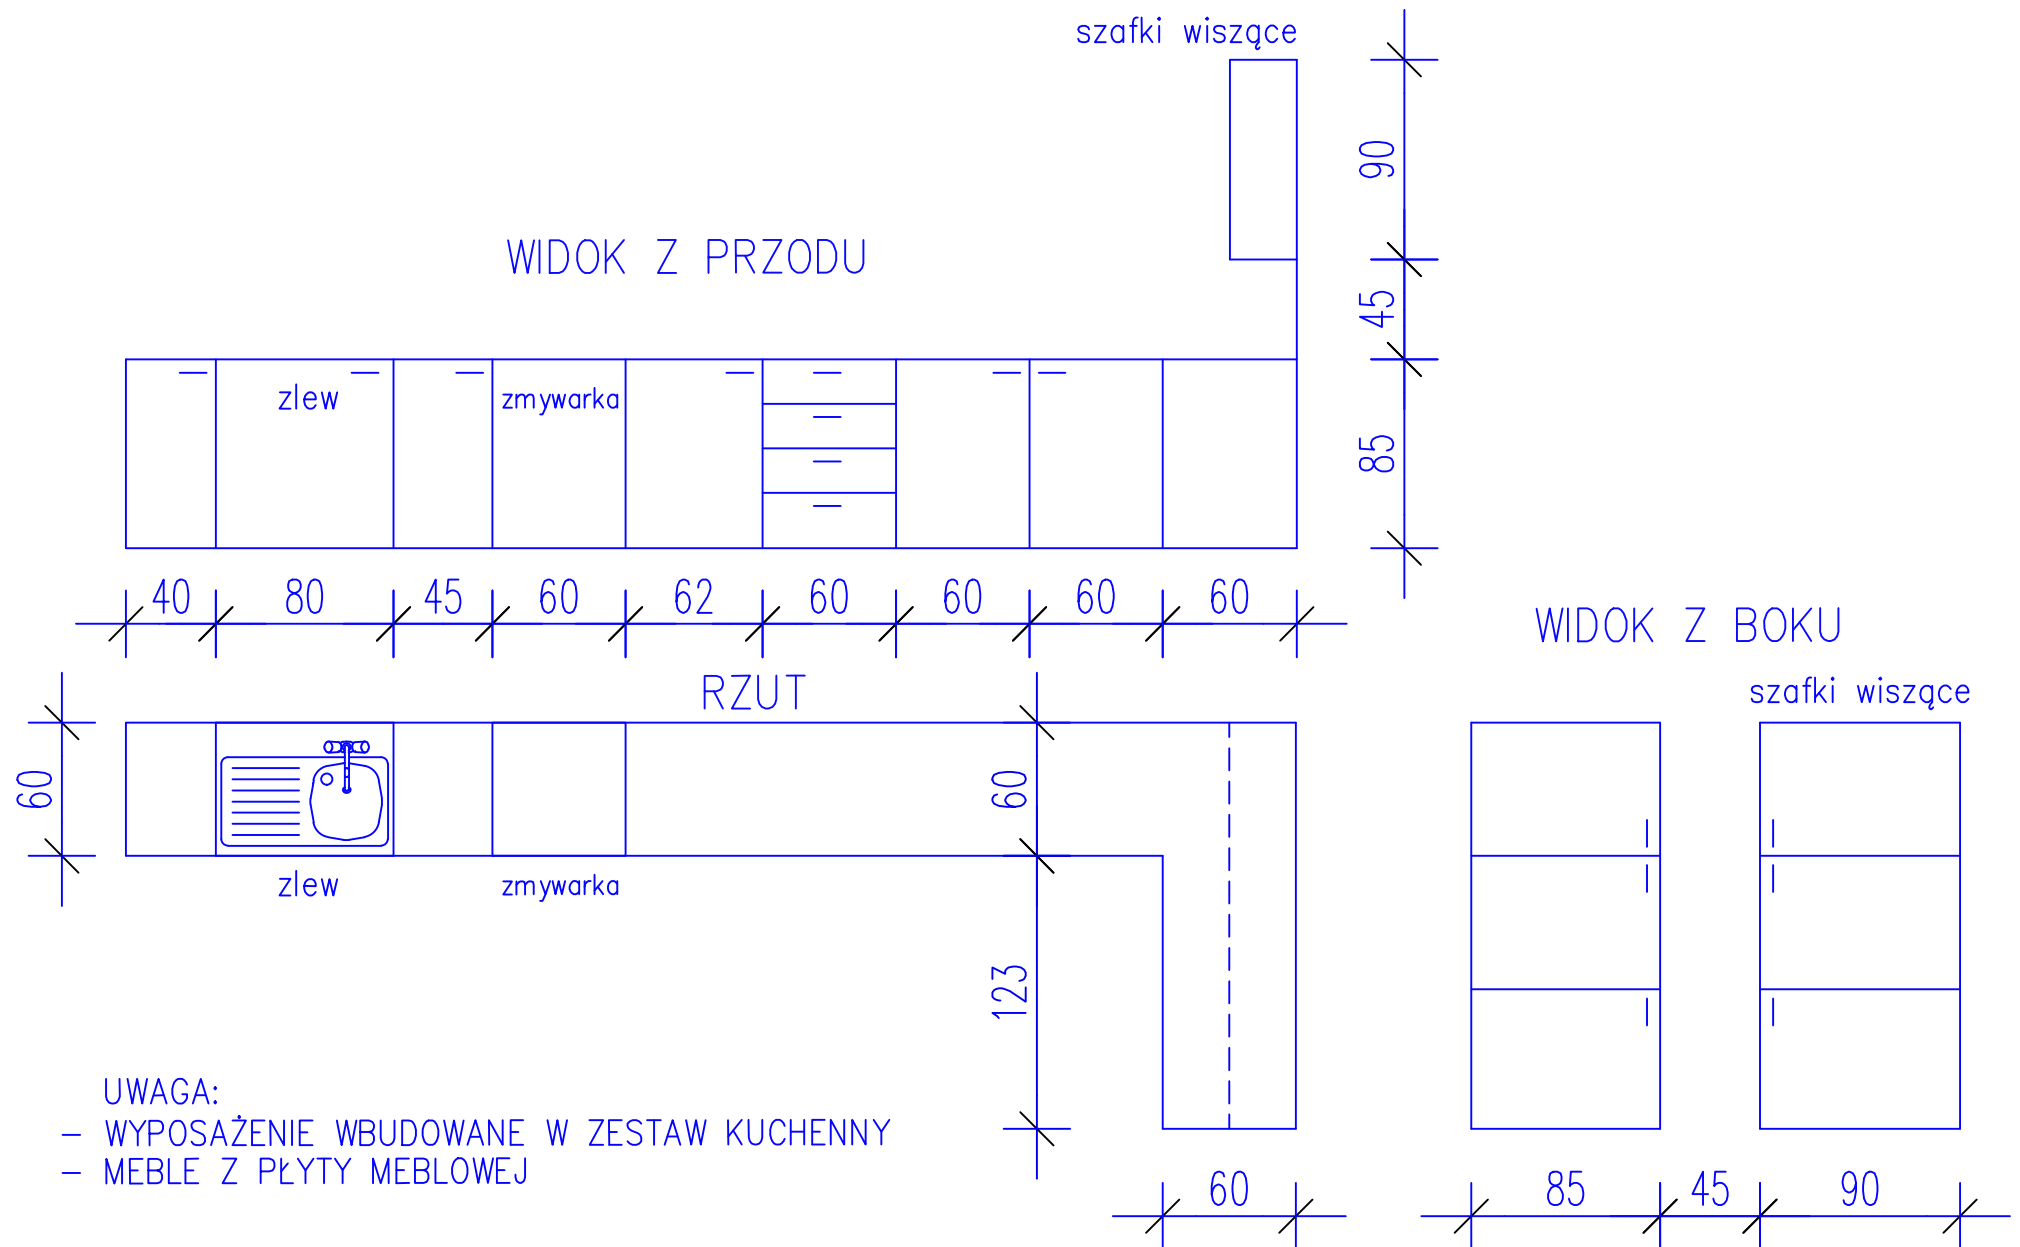 szafki wiszące
90
WIDOK Z PRZODU
45
zlew
zmywarka
85
40 80 45 60 62 60 60 60 60
WIDOK Z BOKU
RZUT
szafki wiszące
60
60
zlew
zmywarka
123
UWAGA:
– WYPOSAŻENIE WBUDOWANE W ZESTAW KUCHENNY
– MEBLE Z PŁYTY MEBLOWEJ
60
85 45 90